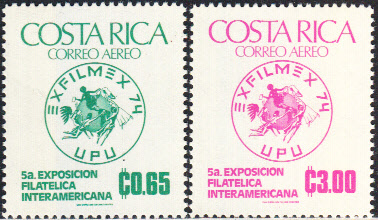 COSTA RICA
CORREO AEREO
EXFILMEX 74
UPU
5a. EXPOSICION
FILATELICA
INTERAMERICANA
₡0.65
COSTA RICA
CORREO AEREO
EXFILMEX 74
UPU
5a. EXPOSICION
FILATELICA
INTERAMERICANA
₡3.00